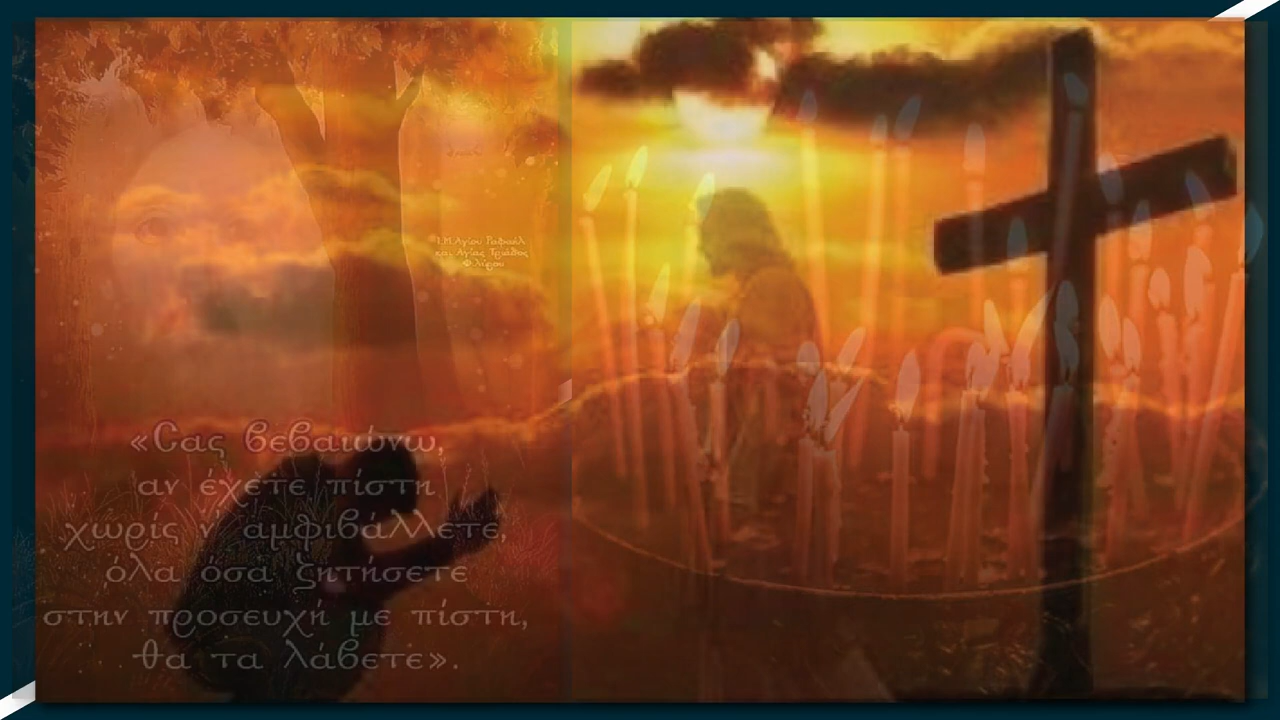 Ι.Μ.Αγίου Ραφαήλ
και Αγίας Τριάδος
«Σας βεβαιώνω,
αν έχετε πίστη
χωρίς ν' αμφιβάλλετε,
όλα όσα ζητήσετε
στην προσευχή με πίστη,
θα τα λάβετε».